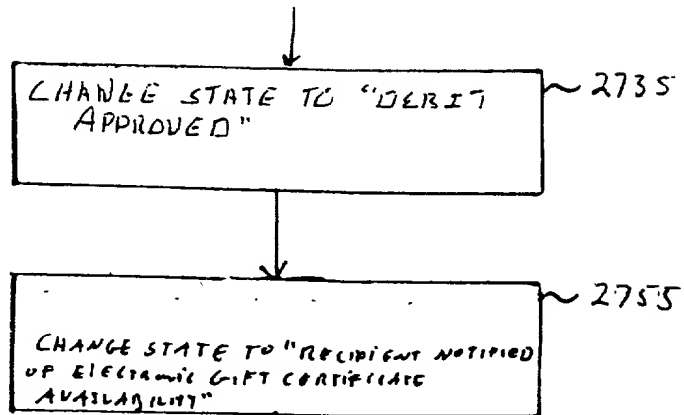 CHANGE STATE TO "DEBIT
APPROVED"
2735
2755
CHANGE STATE TO "RECIPIENT NOTIFIED
OF ELECTRONIC GIFT CERTIFICATE
AVAILABILITY"